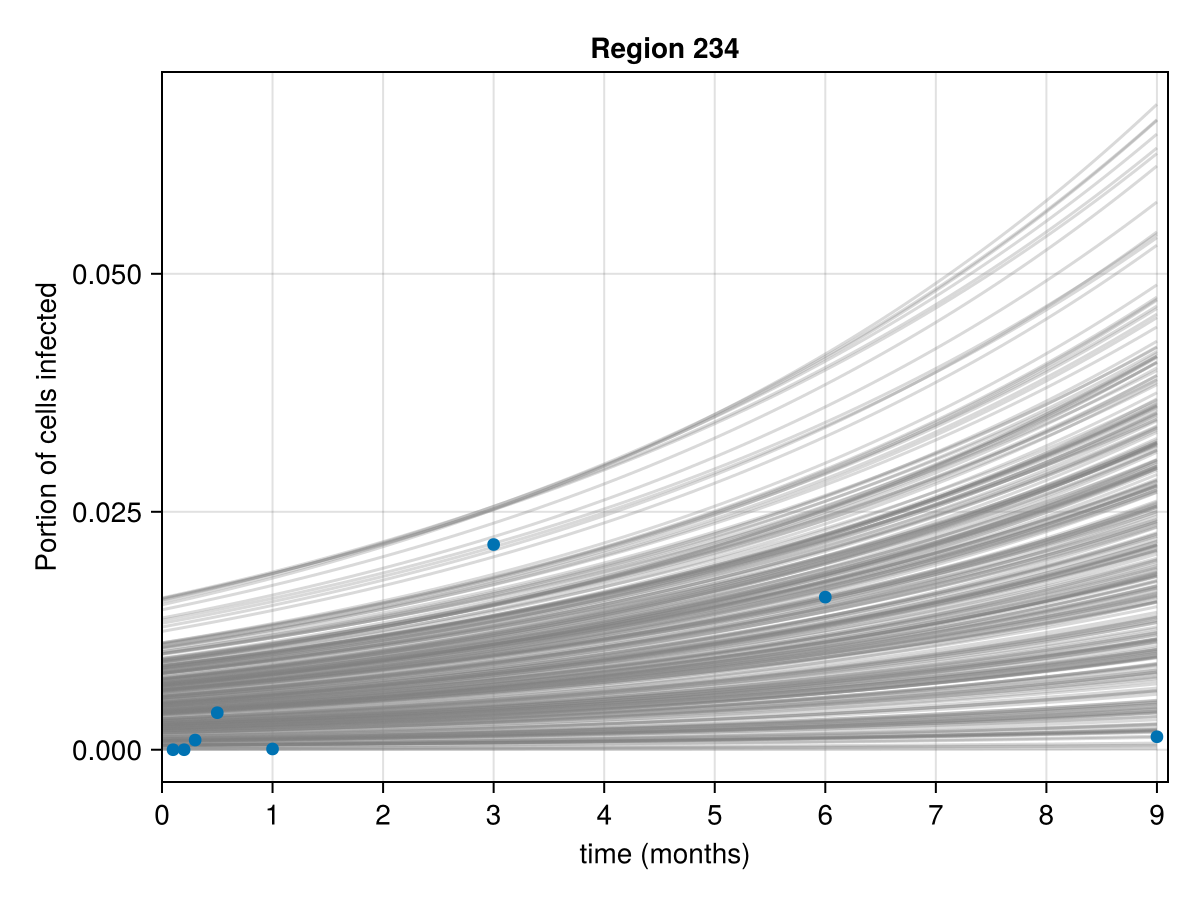 Region 234
Portion of cells infected
0.050
0.025
0.000
0 1 2 3 4 5 6 7 8 9
time (months)